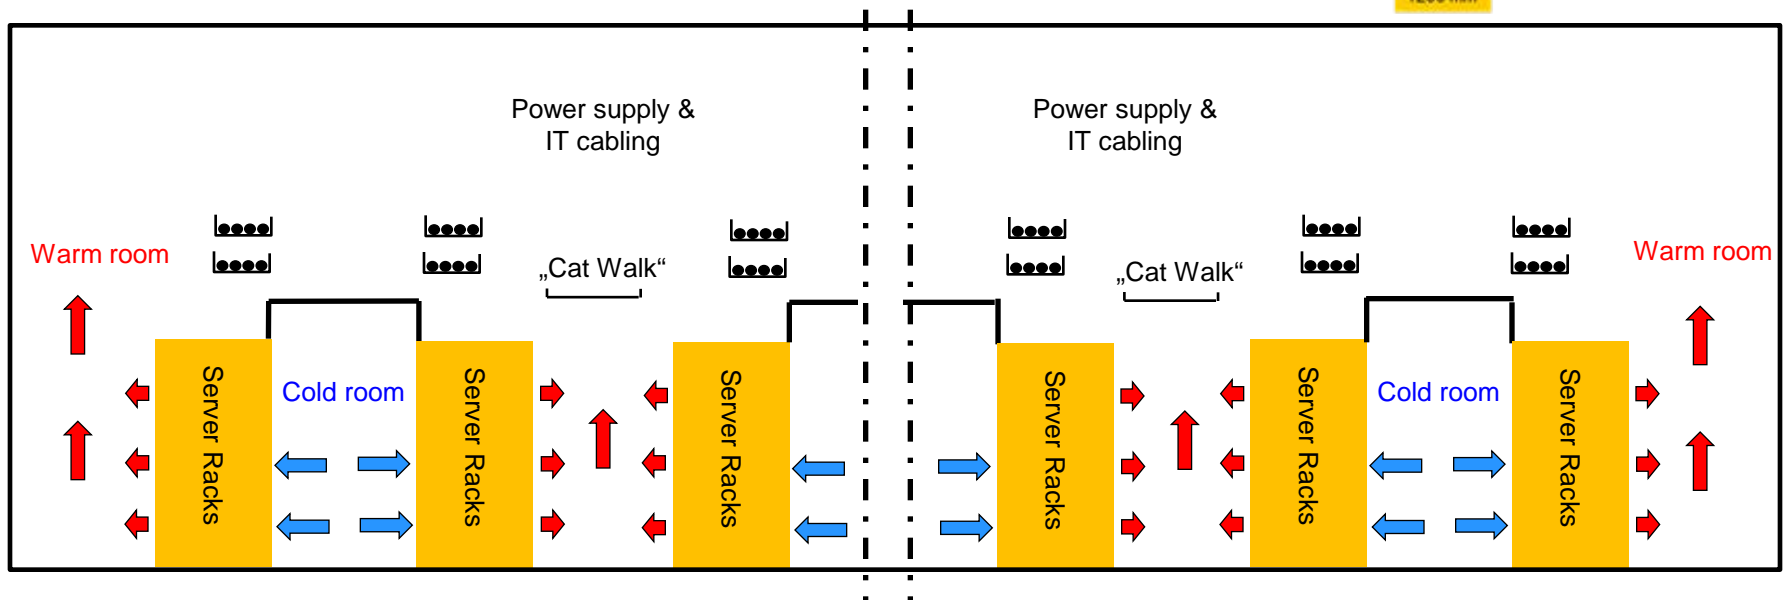 Power supply &
IT cabling
Power supply &
IT cabling
Warm room
„Cat Walk“
„Cat Walk“
Warm room
Server Racks
Cold room
Server Racks
Server Racks
Server Racks
Server Racks
Cold room
Server Racks